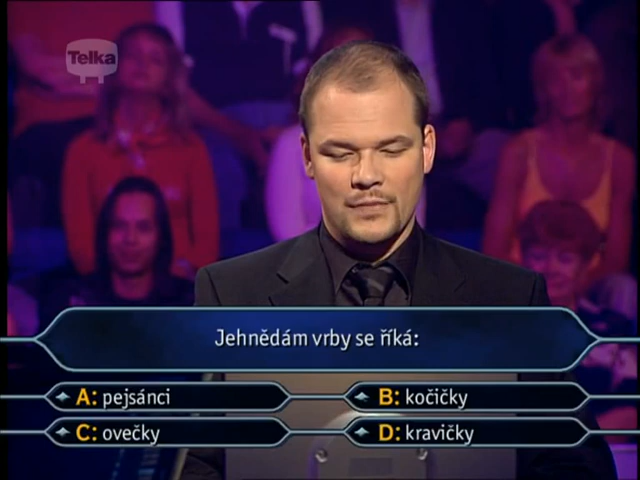 Telka
Jehnědám vrby se říká:
A: pejsánci
B: kočičky
C: ovečky
D: kravičky